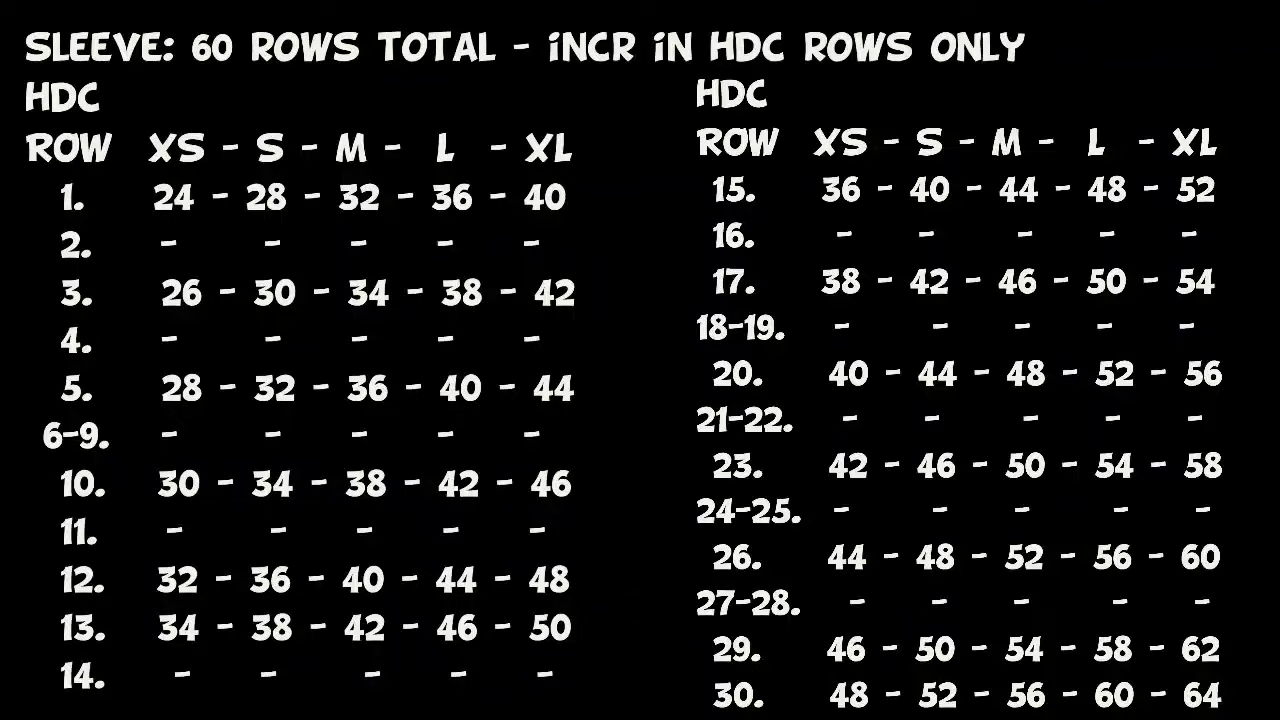 SLEEVE: 60 ROWS TOTAL - INCR IN HDC ROWS ONLY
HDC
ROW XS - S - M - L - XL
1. 24 - 28 - 32 - 36 - 40
2. - - - - -
3. 26 - 30 - 34 - 38 - 42
4. - - - - -
5. 28 - 32 - 36 - 40 - 44
6-9. - - - - -
10. 30 - 34 - 38 - 42 - 46
11. - - - - -
12. 32 - 36 - 40 - 44 - 48
13. 34 - 38 - 42 - 46 - 50
14. - - - - -
HDC
ROW XS - S - M - L - XL
15. 36 - 40 - 44 - 48 - 52
16. - - - - -
17. 38 - 42 - 46 - 50 - 54
18-19. - - - - -
20. 40 - 44 - 48 - 52 - 56
21-22. - - - - -
23. 42 - 46 - 50 - 54 - 58
24-25. - - - - -
26. 44 - 48 - 52 - 56 - 60
27-28. - - - - -
29. 46 - 50 - 54 - 58 - 62
30. 48 - 52 - 56 - 60 - 64